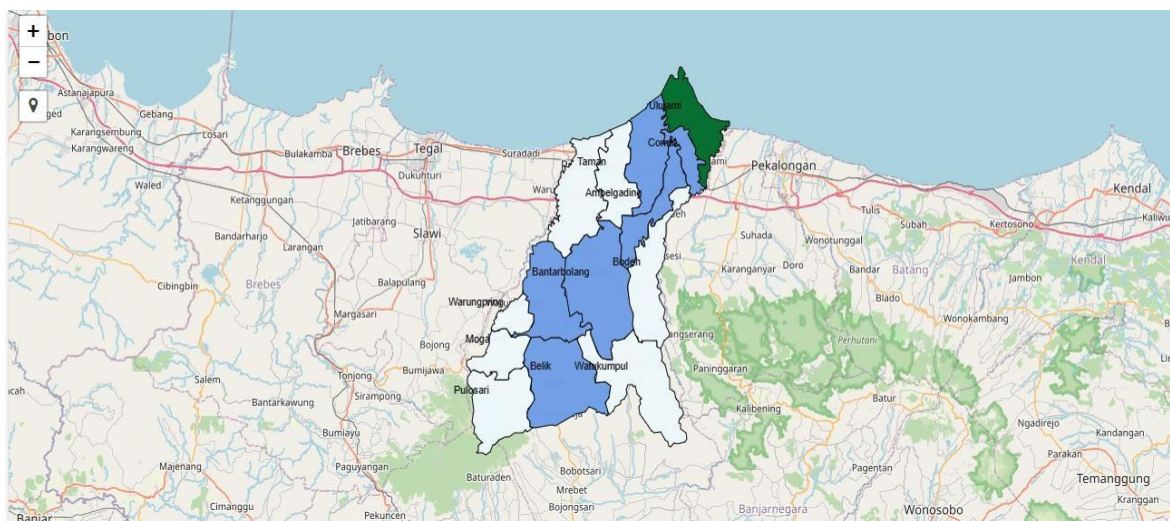 +
−
bon
Astanajapura
Gebang
Karangsembung
Karangwareng
Losari
Bulakamba
Brebes
Tegal
Suradadi
Dukuhturi
Waled
Ketanggungan
Jatibarang
Slawi
Bandarharjo
Larangan
Cibingbin
Brebes
Balapulang
Margasari
Bojong
Bumijawa
Salem
Tonjong
Sirampog
Bantarkawung
Bumiayu
Majenang
Paguyangan
Cimanggu
Pekuncen
Banjar
Baturaden
Bobotsari
Mrebet
Bojongsari
Ulujami
Comal
Taman
Ampelgading
Bantarbolang
Bodeh
Warungpring
Moga
Belik
Watukumpul
Pulosari
Pekalongan
Tulis
Subah
Kendal
Kaliwu
Kertosono
Suhada
Wonotunggal
Karanganyar
Doro
Bandar
Batang
Kendal
Jambon
Blado
Wonokambang
Perhutani
Paninggaran
Kalibening
Batur
Ngadirejo
Kandangan
Parakan
Pagentan
Temanggung
Kranggan
Banjarnegara
Wonosobo